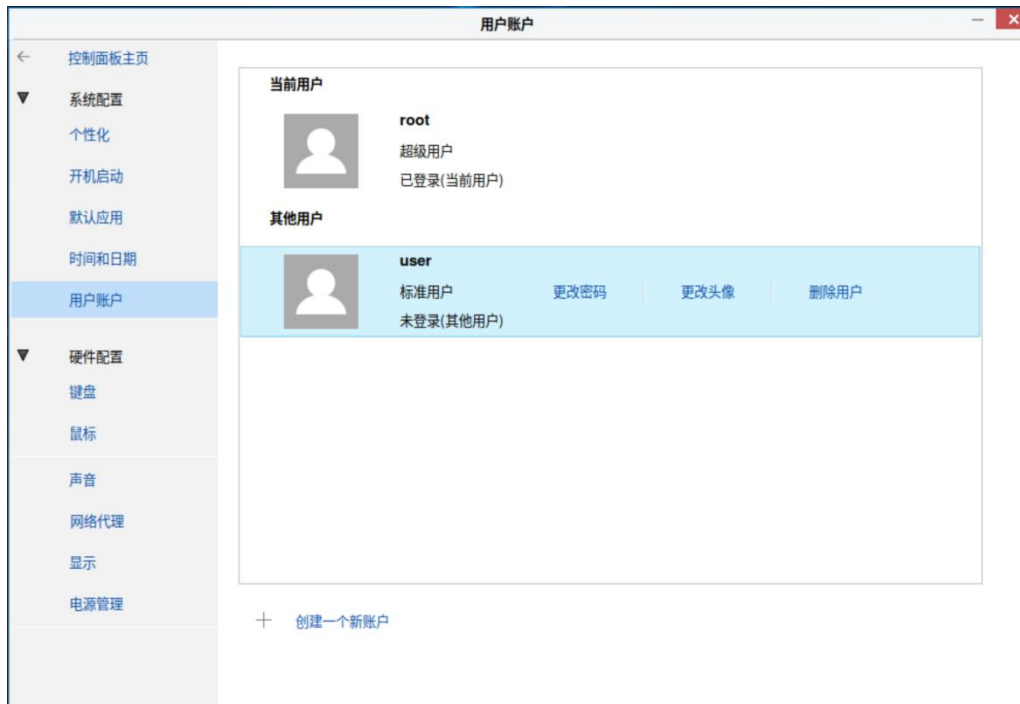 用户账户
控制面板主页
系统配置
个性化
开机启动
默认应用
时间和日期
用户账户
硬件配置
键盘
鼠标
声音
网络代理
显示
电源管理
当前用户
root
超级用户
已登录(当前用户)
其他用户
user
标准用户 更改密码 更改头像 删除用户
未登录(其他用户)
创建一个新账户